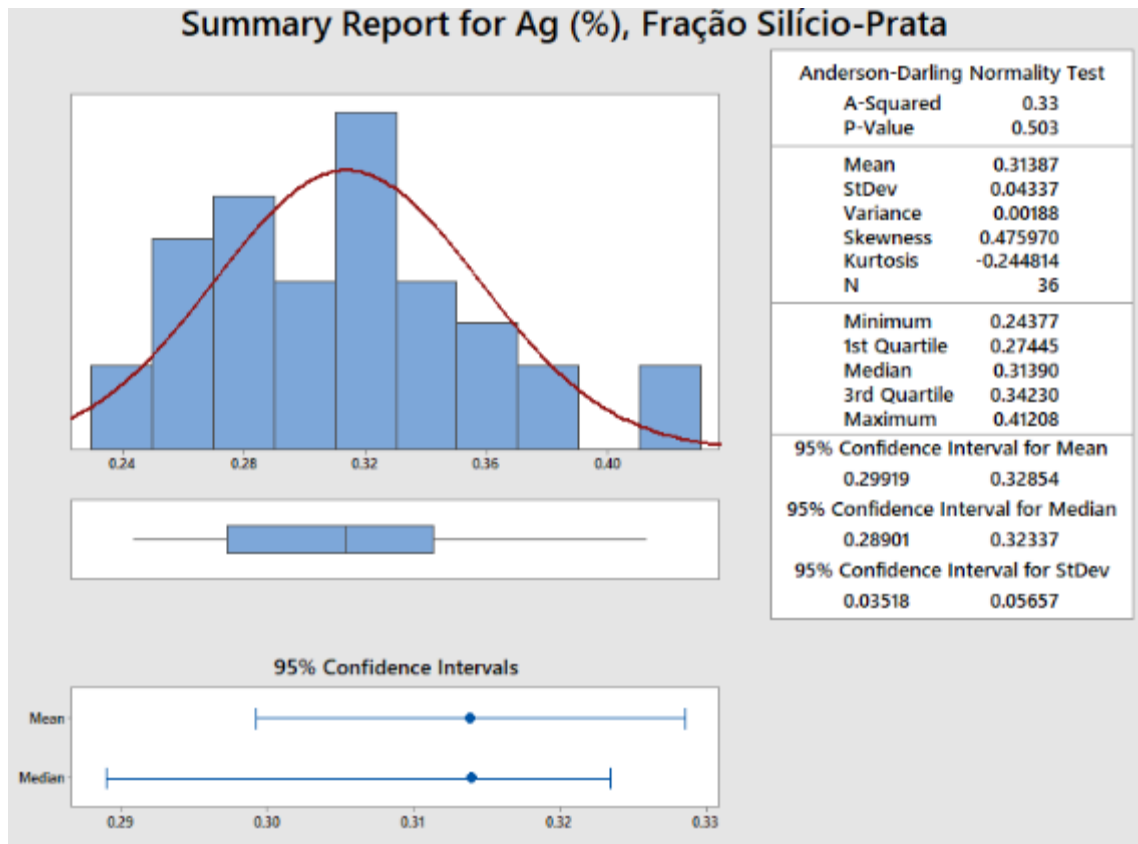 Summary Report for Ag (%), Fração Silício-Prata
Anderson-Darling Normality Test
A-Squared 0.33
P-Value 0.503
Mean 0.31387
StDev 0.04337
Variance 0.00188
Skewness 0.475970
Kurtosis -0.244814
N 36
Minimum 0.24377
1st Quartile 0.27445
Median 0.31390
3rd Quartile 0.34230
Maximum 0.41208
95% Confidence Interval for Mean
0.29919 0.32854
95% Confidence Interval for Median
0.28901 0.32337
95% Confidence Interval for StDev
0.03518 0.05657
0.24 0.28 0.32 0.36 0.40
95% Confidence Intervals
Mean
Median
0.29 0.30 0.31 0.32 0.33